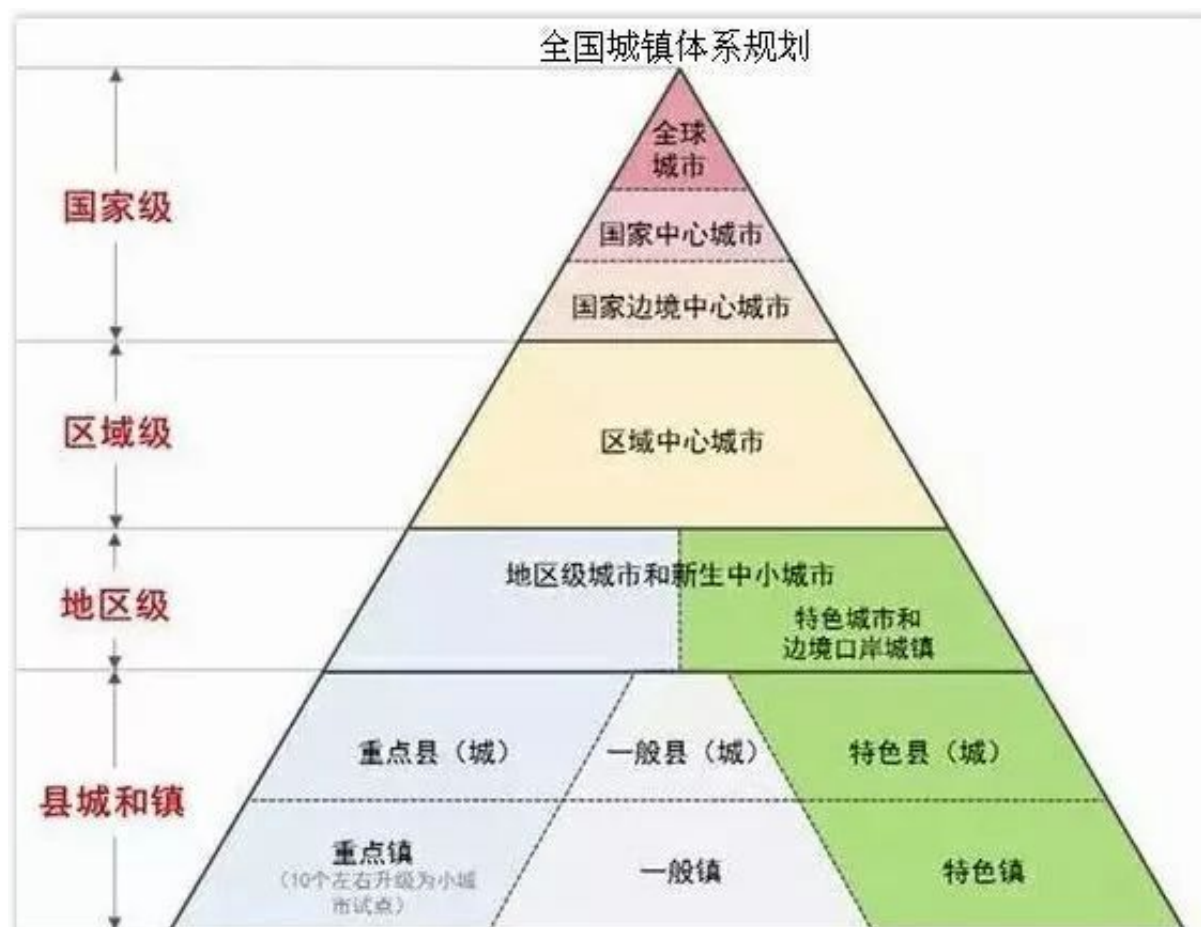 全国城镇体系规划
国家级
全球
城市
国家中心城市
国家边境中心城市
区域级
区域中心城市
地区级
地区级城市和新生中小城市
特色城市和
边境口岸城镇
县城和镇
重点县（城）
一般县（城）
特色县（城）
重点镇
（10个左右升级为小城
市试点）
一般镇
特色镇